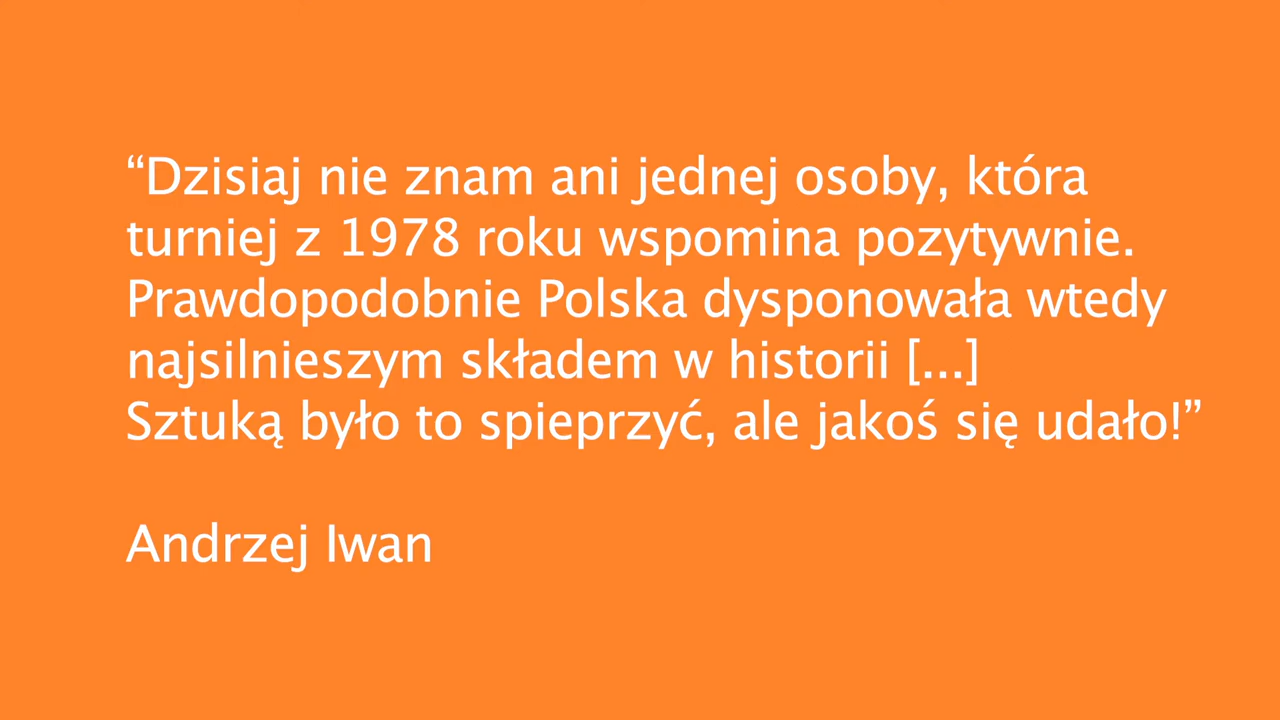 “Dzisiaj nie znam ani jednej osoby, która
turniej z 1978 roku wspomina pozytywnie.
Prawdopodobnie Polska dysponowała wtedy
najsilnieszym składem w historii [...]
Sztuką było to spieprzyć, ale jakoś się udało!”
Andrzej Iwan